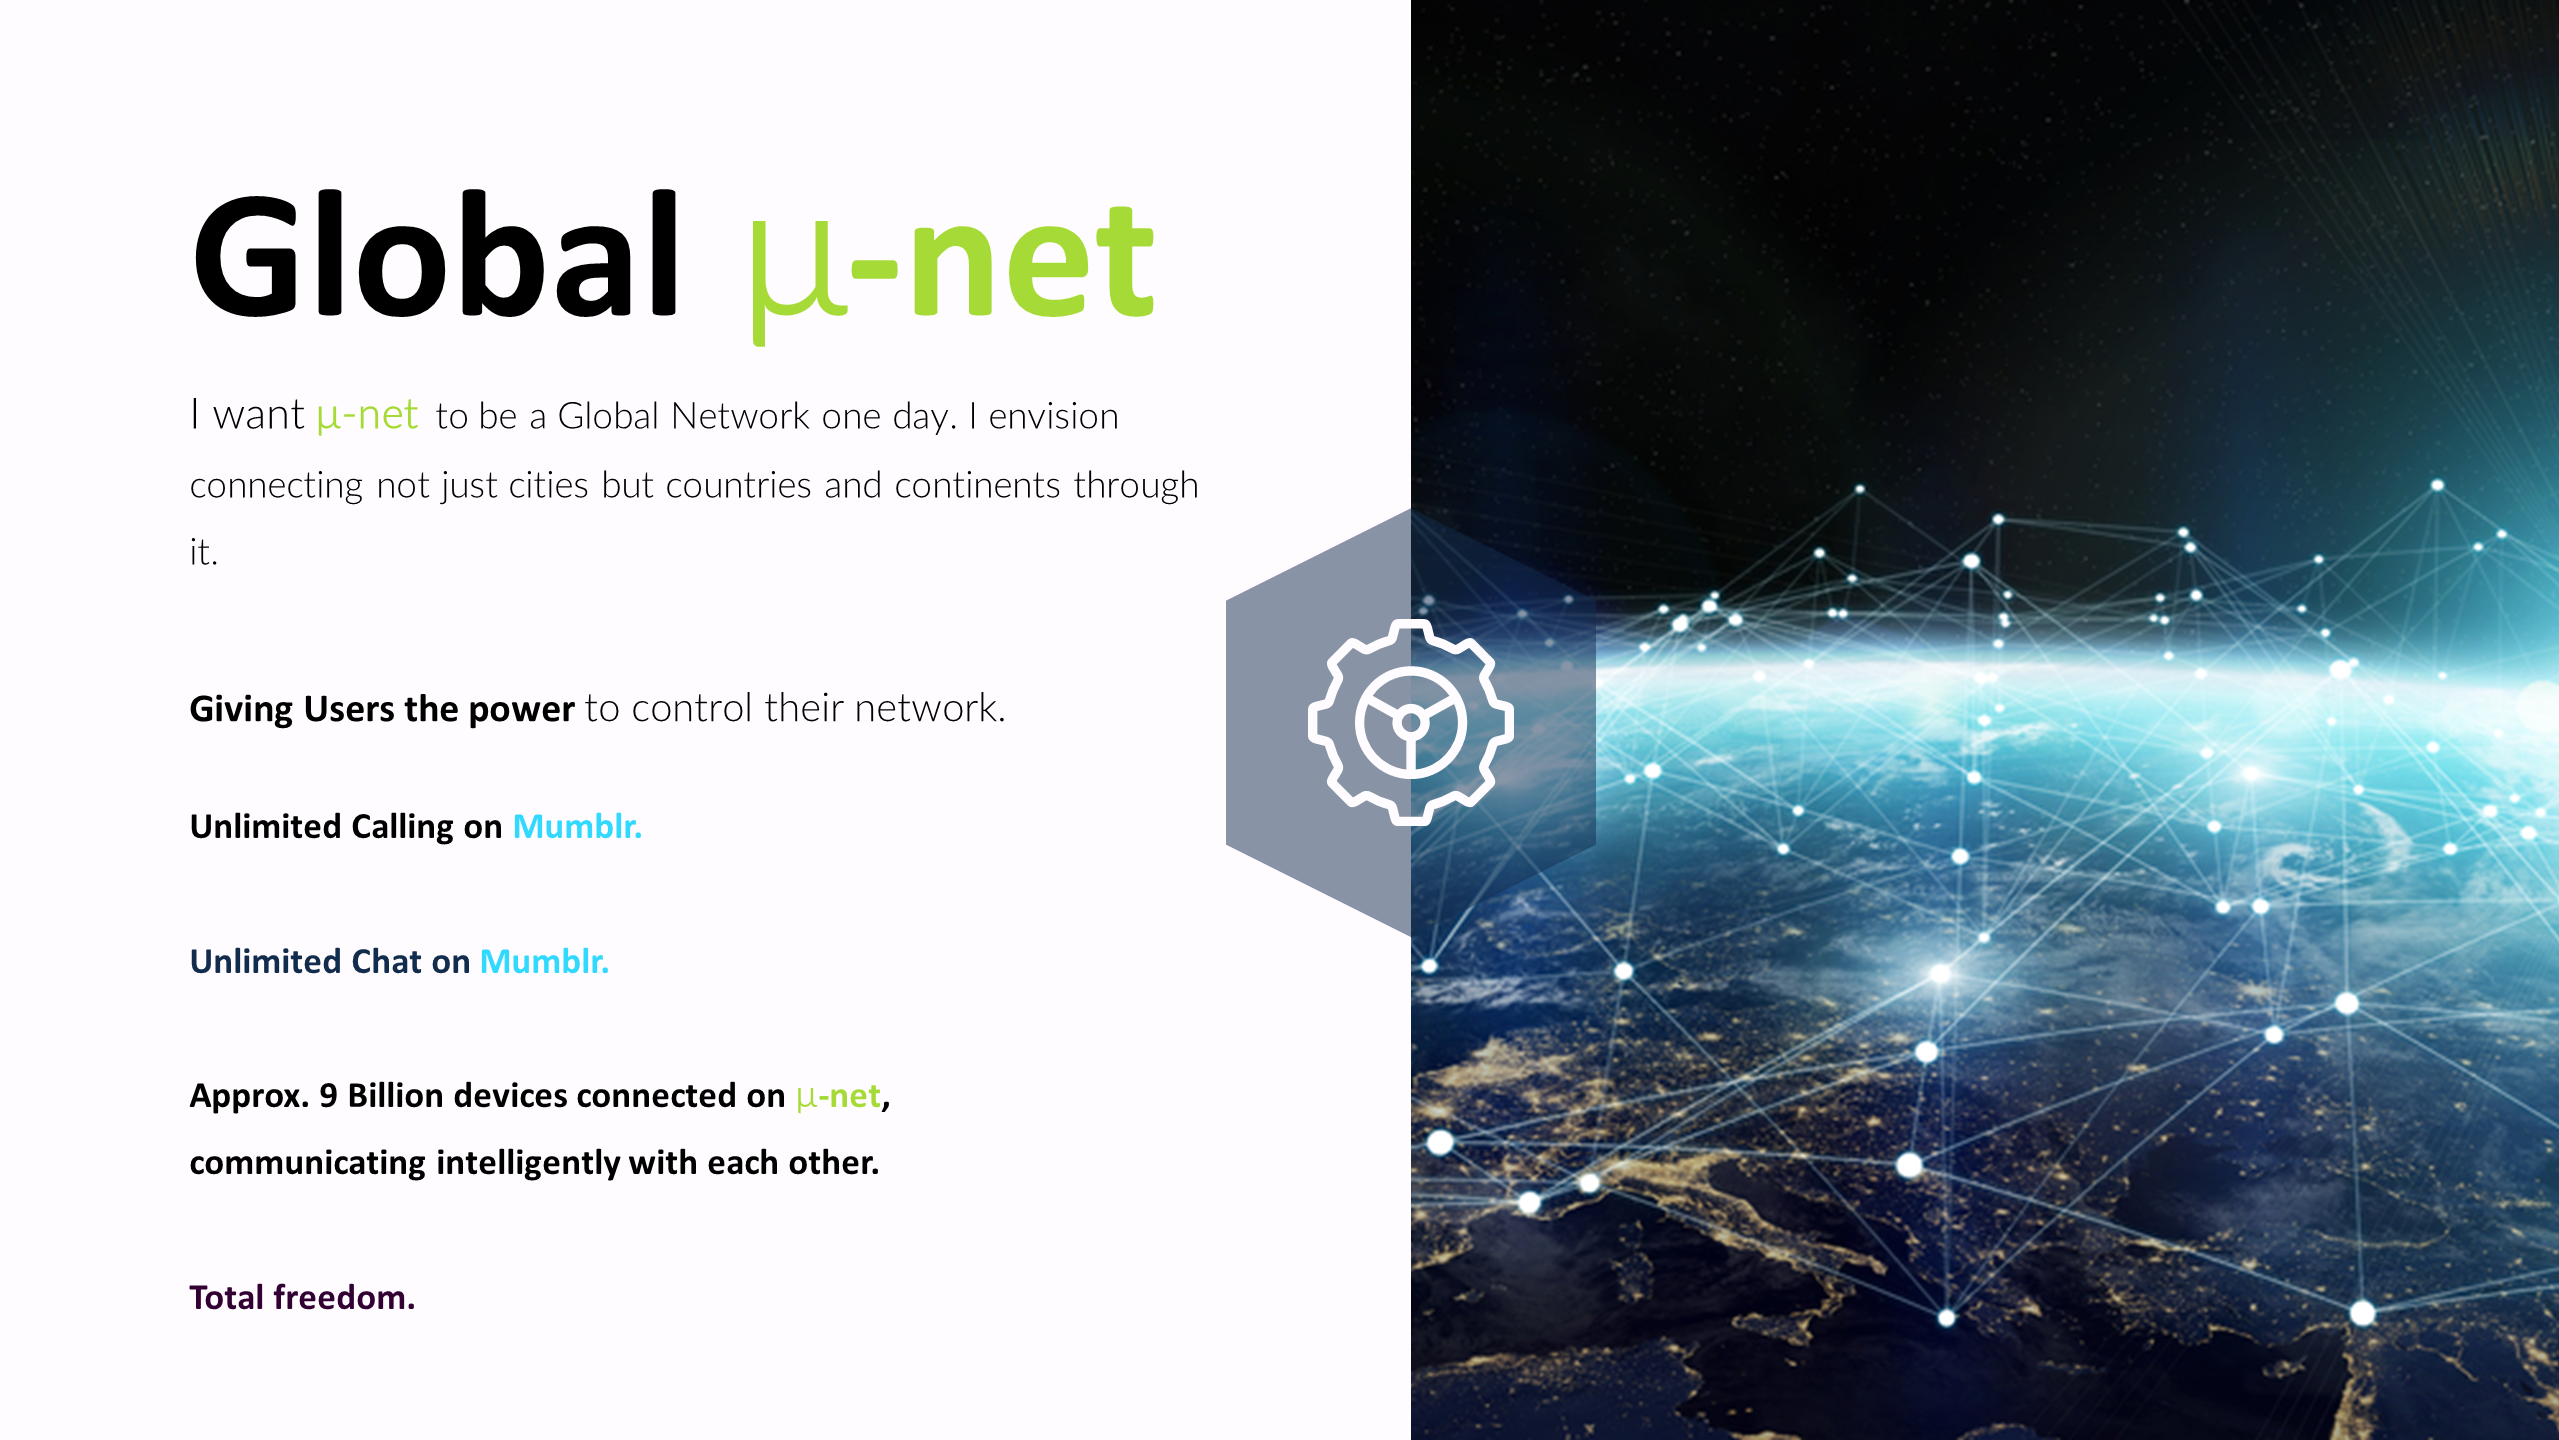 Global µ-net
I want µ-net to be a Global Network one day. I envision
connecting not just cities but countries and continents through
it.
Giving Users the power to control their network.
Unlimited Calling on Mumblr.
Unlimited Chat on Mumblr.
Approx. 9 Billion devices connected on µ-net,
communicating intelligently with each other.
Total freedom.